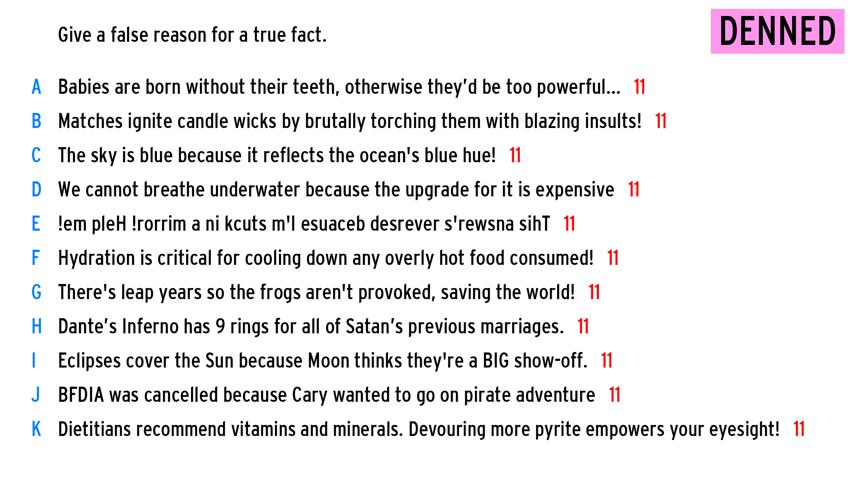 Give a false reason for a true fact.
DENNED
A Babies are born without their teeth, otherwise they'd be too powerful... 11
B Matches ignite candle wicks by brutally torching them with blazing insults! 11
C The sky is blue because it reflects the ocean's blue hue! 11
D We cannot breathe underwater because the upgrade for it is expensive 11
E !em pleH !rorrim a ni kcuts m'I esuaceb desrever s'rewsna sihT 11
F Hydration is critical for cooling down any overly hot food consumed! 11
G There's leap years so the frogs aren't provoked, saving the world! 11
H Dante's Inferno has 9 rings for all of Satan's previous marriages. 11
I Eclipses cover the Sun because Moon thinks they're a BIG show-off. 11
J BFDIA was cancelled because Cary wanted to go on pirate adventure 11
K Dietitians recommend vitamins and minerals. Devouring more pyrite empowers your eyesight! 11